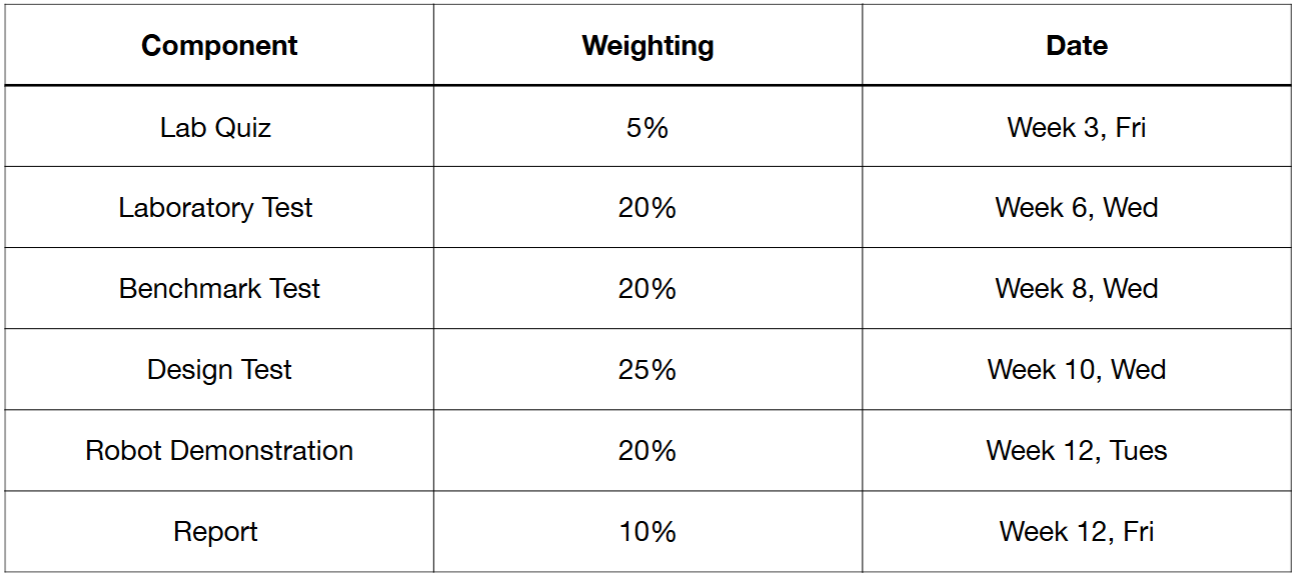 Component Weighting Date
Lab Quiz 5% Week 3, Fri
Laboratory Test 20% Week 6, Wed
Benchmark Test 20% Week 8, Wed
Design Test 25% Week 10, Wed
Robot Demonstration 20% Week 12, Tues
Report 10% Week 12, Fri